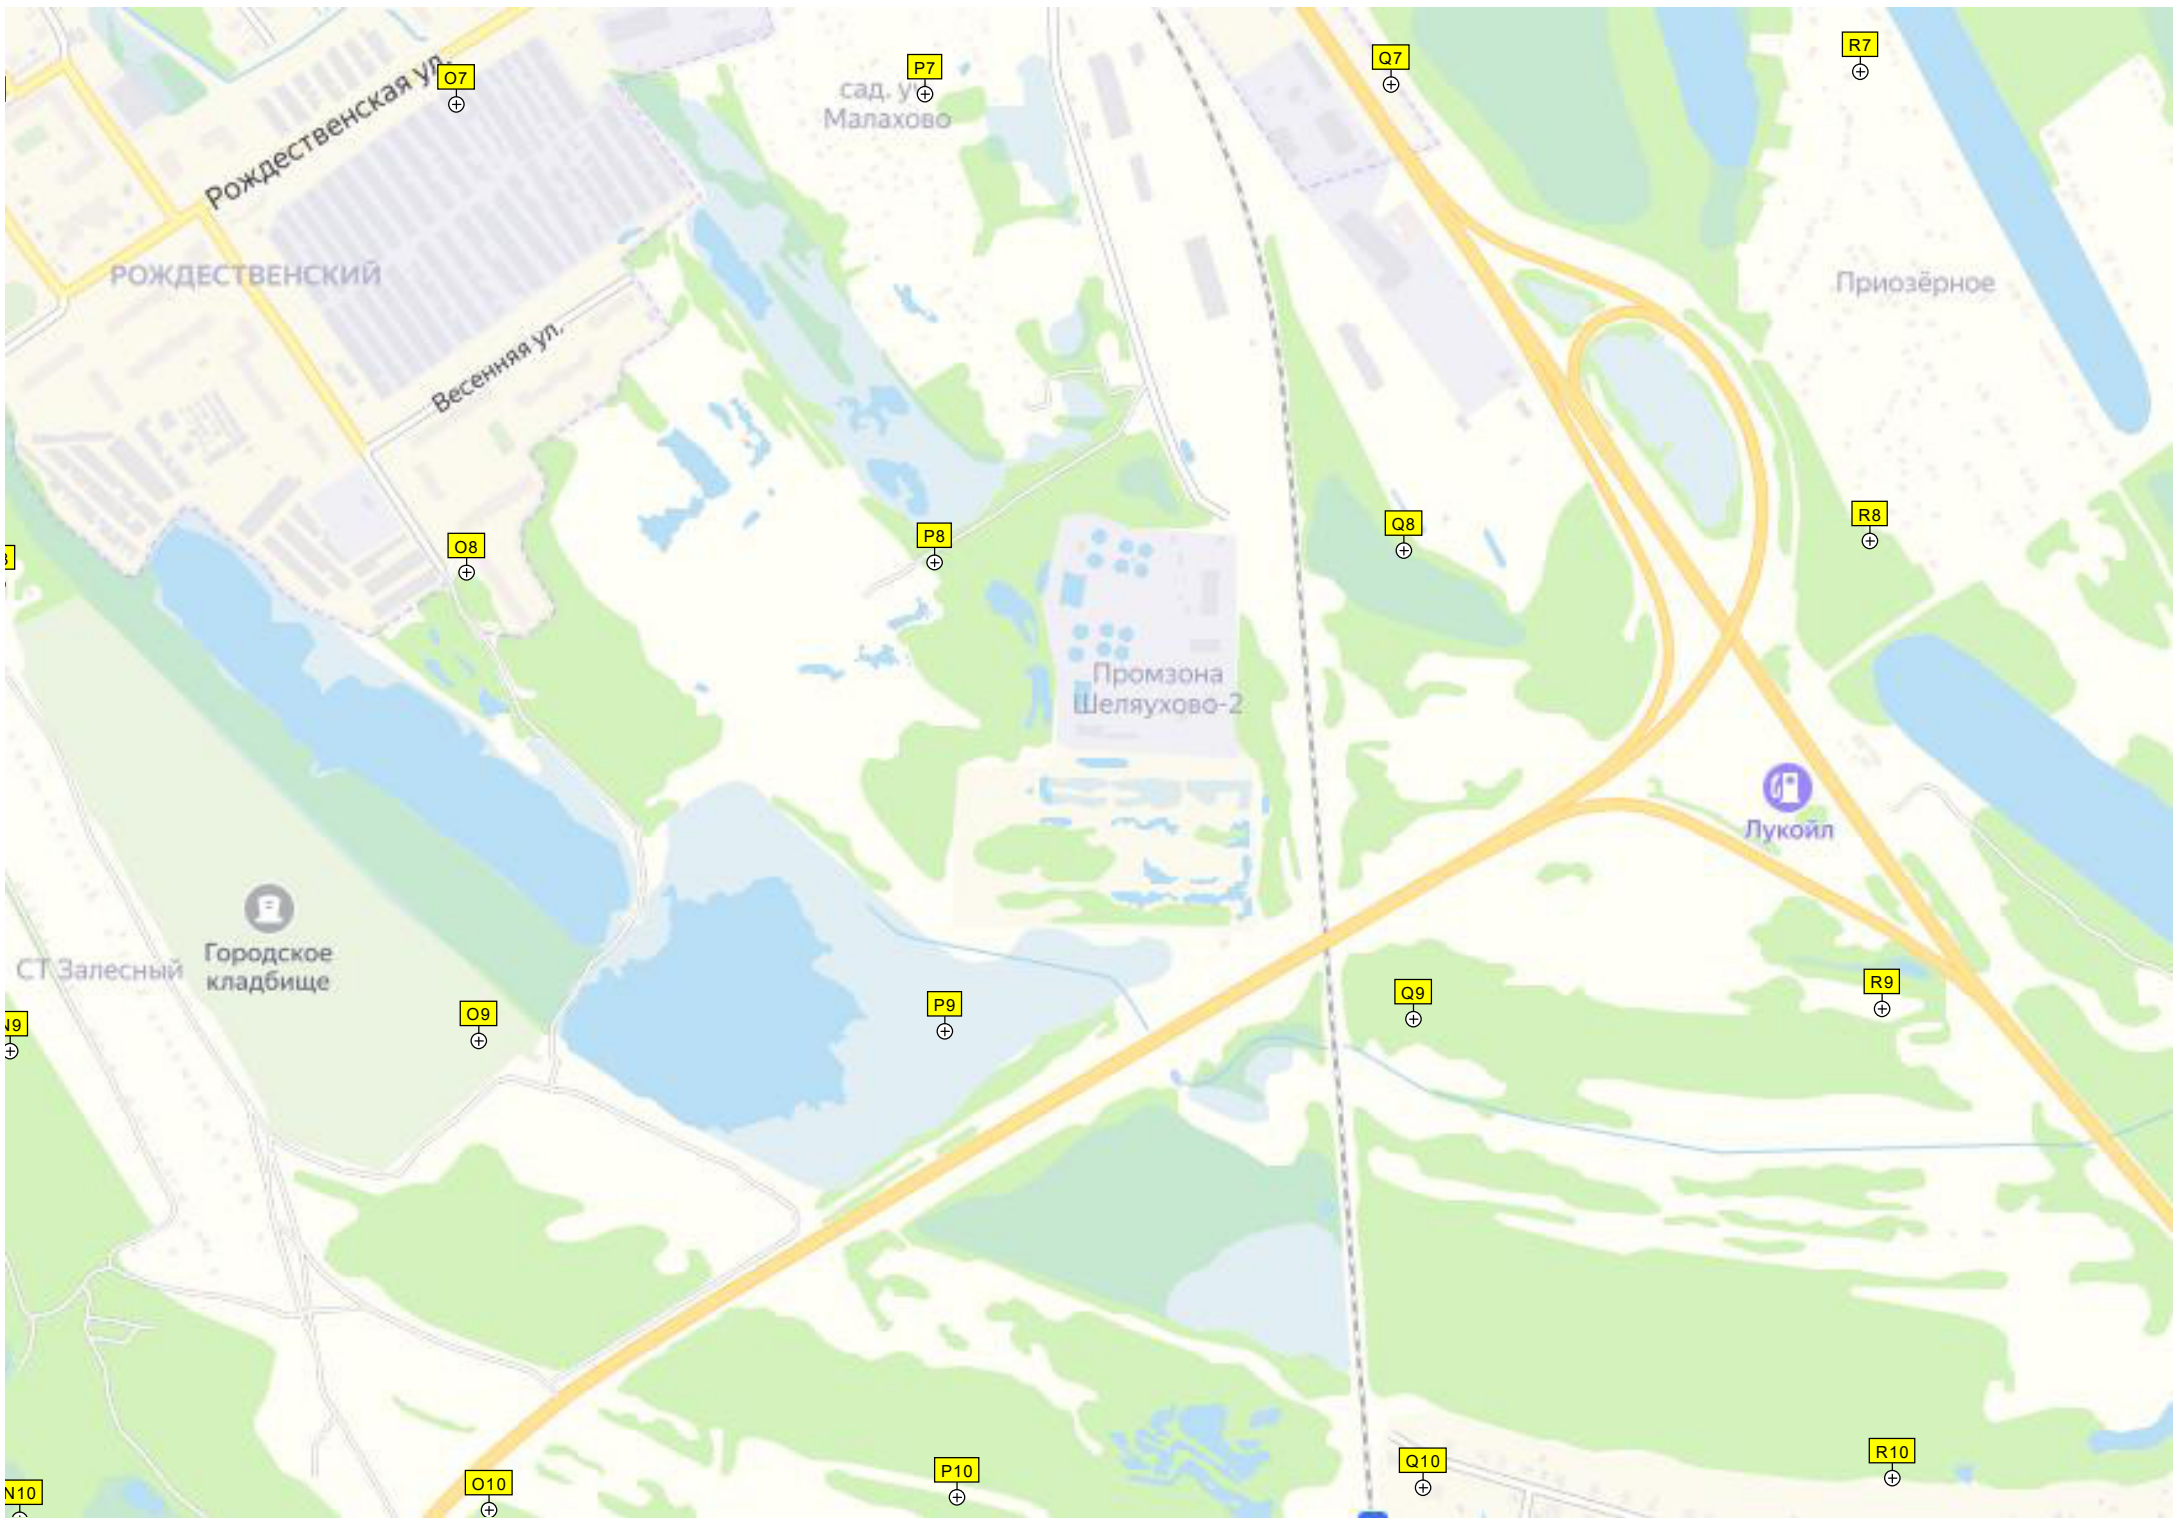 R7
Q7
P7
O7
Рождественская ул.
сад. уч
Малахово
РОЖДЕСТВЕНСКИЙ
Приозёрное
Весенняя ул.
R8
Q8
P8
O8
Промзона
Шеляухово-2
Лукойл
Городское
кладбище
СТ Залесный
R9
Q9
P9
O9
N9
R10
Q10
P10
O10
N10